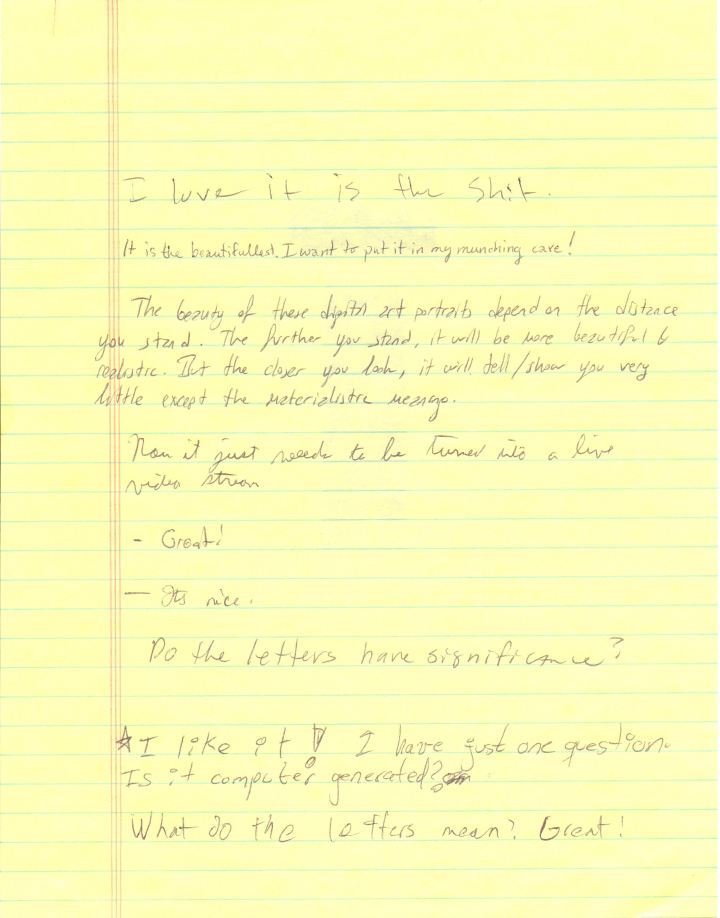 I love it is the shit.
It is the beautifullest. I want to put it in my munching cave!
The beauty of these digital art portraits depend on the distance
you stand. The further you stand, it will be more beautiful &
realistic. But the closer you look, it will tell/show you very
little except the materialistic message.
Now it just needs to be turned into a live
video stream
- Great!
— Its nice.
Do the letters have significance?
☆ I like it! I have just one question.
Is it computer generated?
What do the letters mean? Great!